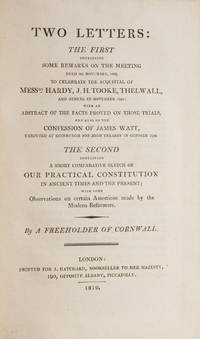 TWO LETTERS:
THE FIRST
CONTAINING
SOME REMARKS ON THE MEETING
HELD 5th NOVEMBER,
TO CELEBRATE THE ACQUITTAL OF
MESSrs HARDY, J. H. TOOKE, THELWALL,
AND OTHERS, IN NOVEMBER 1794:
WITH AN
ABSTRACT OF THE FACTS PROVED ON THOSE TRIALS,
AND ALSO OF THE
CONFESSION OF JAMES WATT,
EXECUTED AT EDINBURGH FOR HIGH TREASON IN OCTOBER 1794
THE SECOND
CONTAINING
A SHORT COMPARATIVE SKETCH OF
OUR PRACTICAL CONSTITUTION
IN ANCIENT TIMES AND THE PRESENT;
WITH SOME
Observations on certain Assertions made by the
Modern Reformers.
By A FREEHOLDER OF CORNWALL.
LONDON:
PRINTED FOR J. HATCHARD, BOOKSELLER TO HER MAJESTY,
190, OPPOSITE ALBANY, PICCADILLY.
1810.